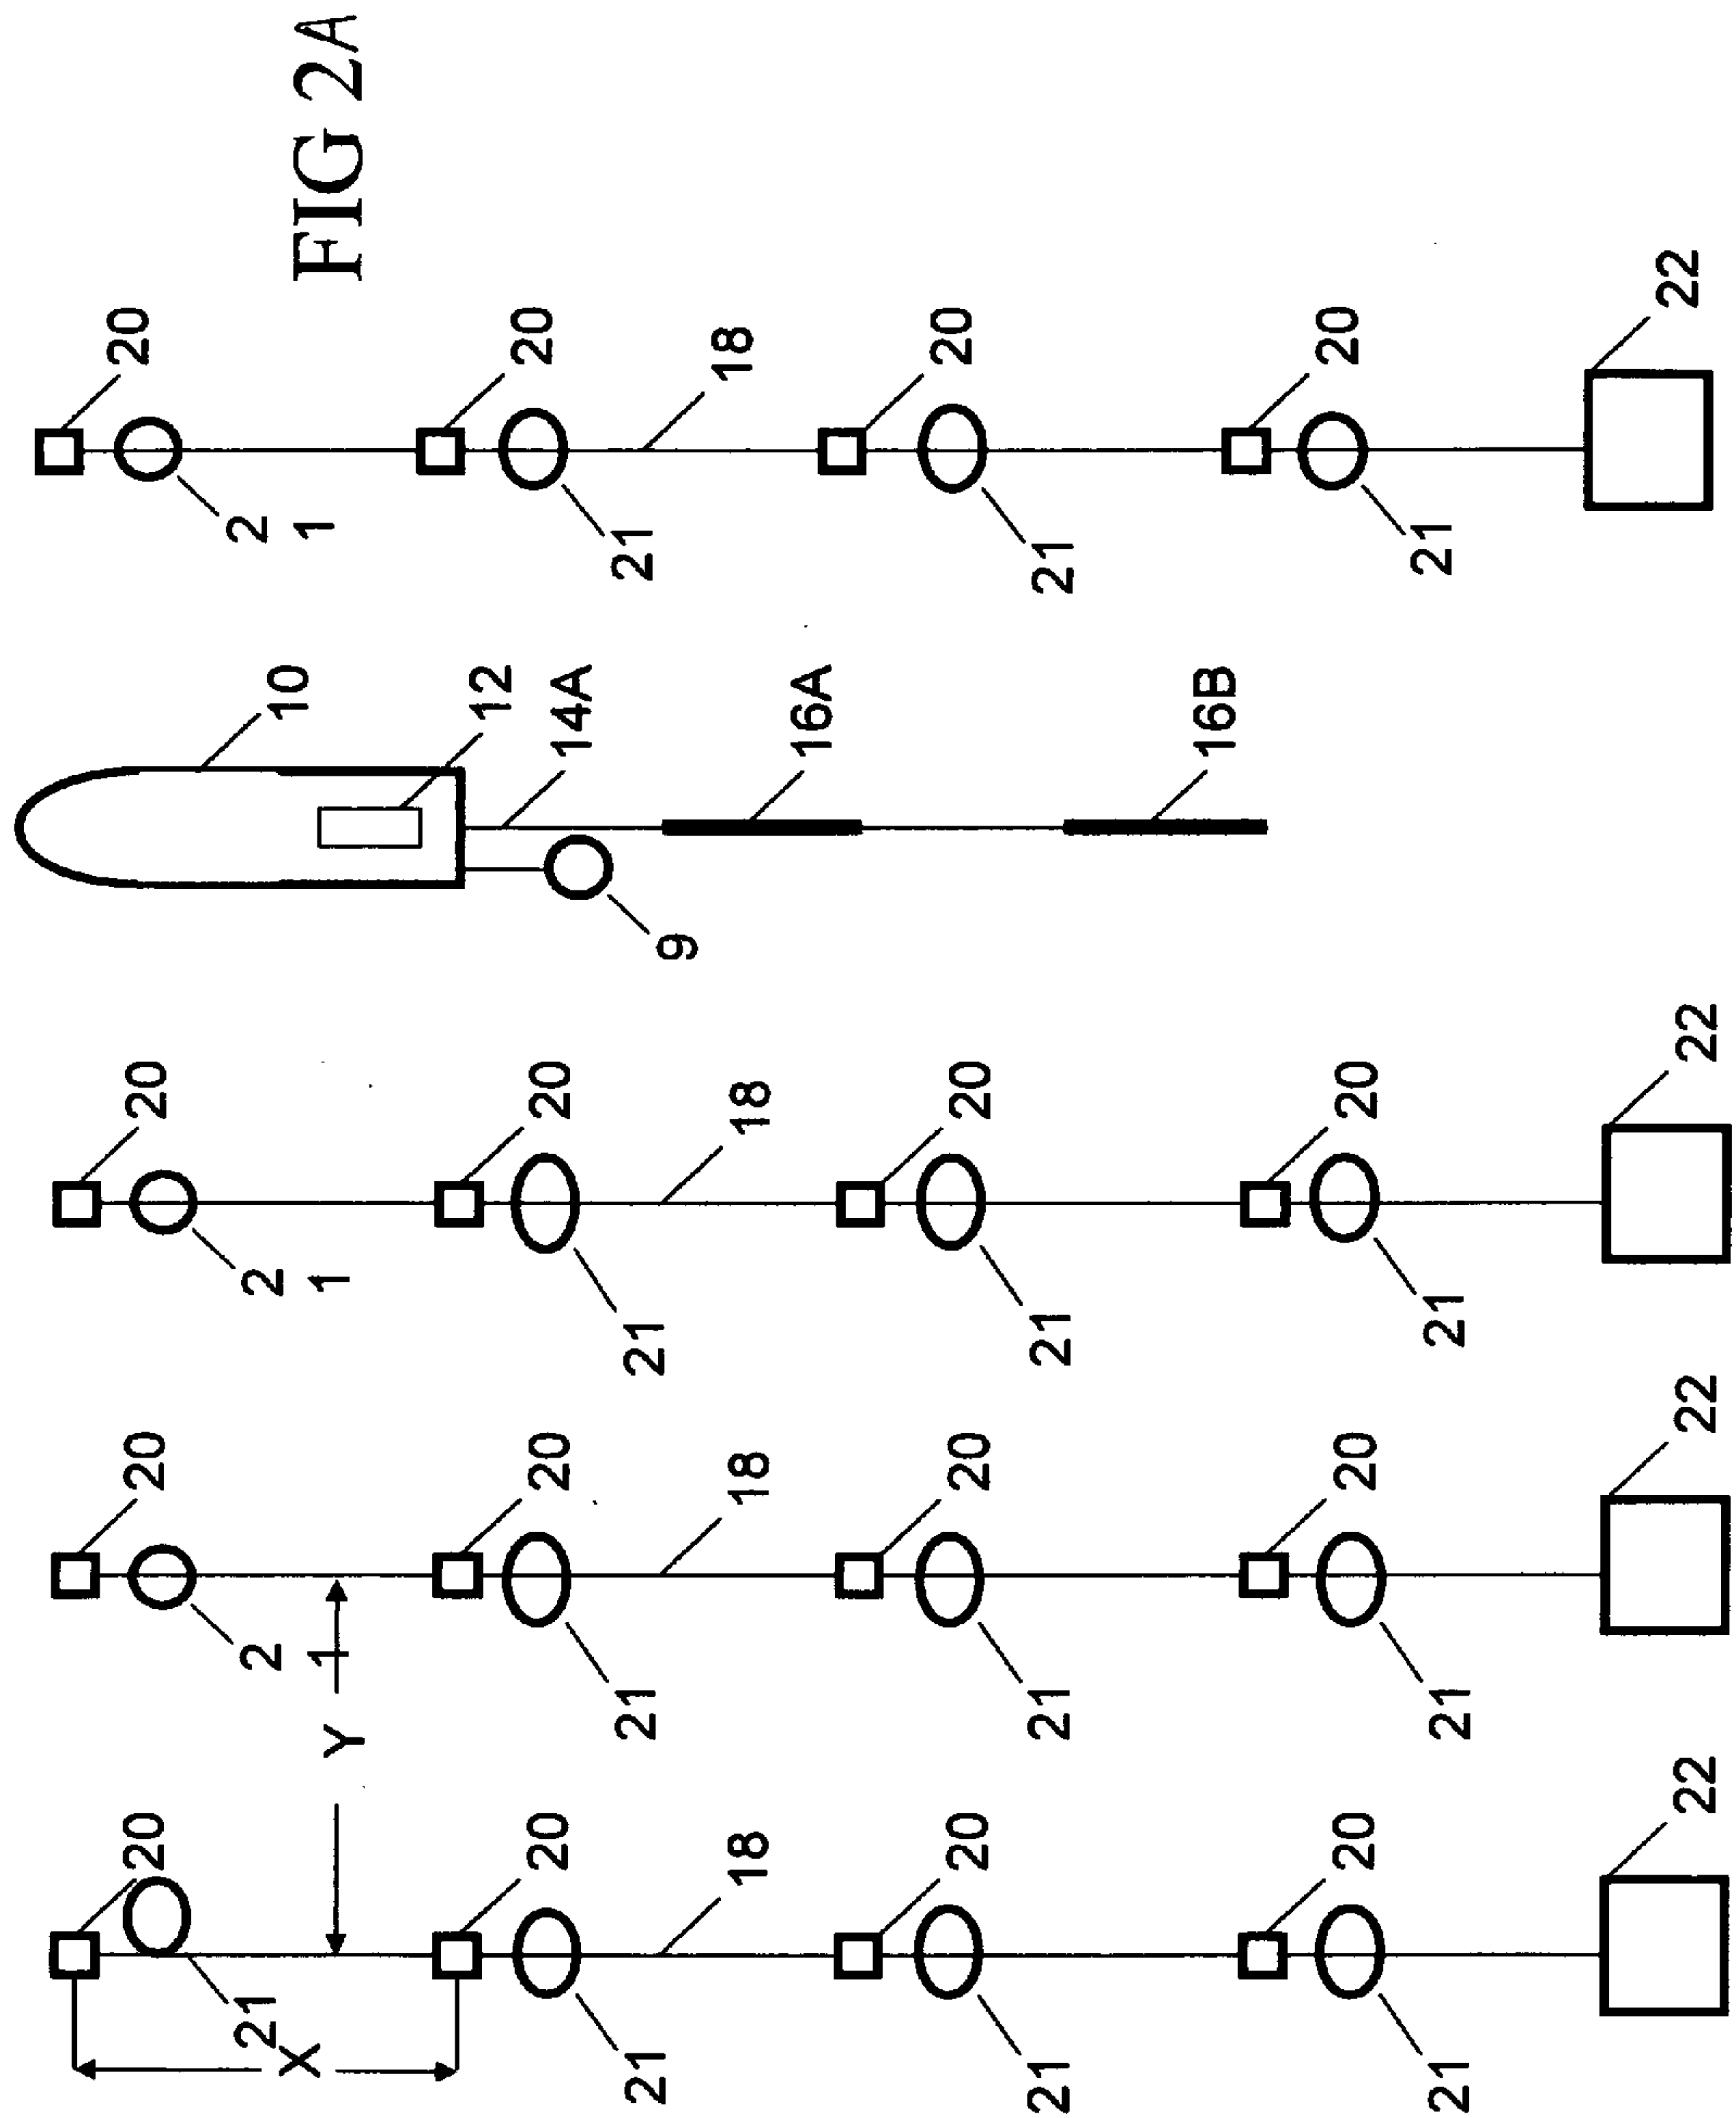 20 20 20 20
21 2 2 10 2
X Y 1 1 1 FIG 2A
12
20 20 20 14A 20
21 21 21 9 21
18 18 18 18
16A
20 20 20 20
21 21 21 21
16B
20 20 20 20
21 21 21 21
22 22 22 22